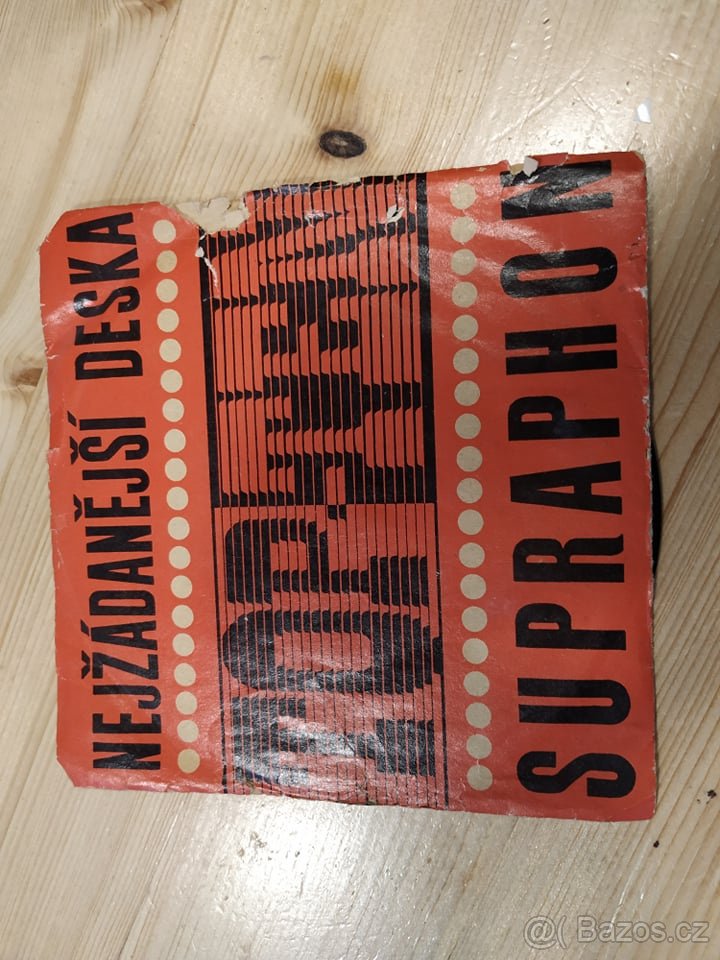 NEJŽÁDANĚJŠÍ DESKA
TOP
SUPRAPHON
@( Bazos.cz